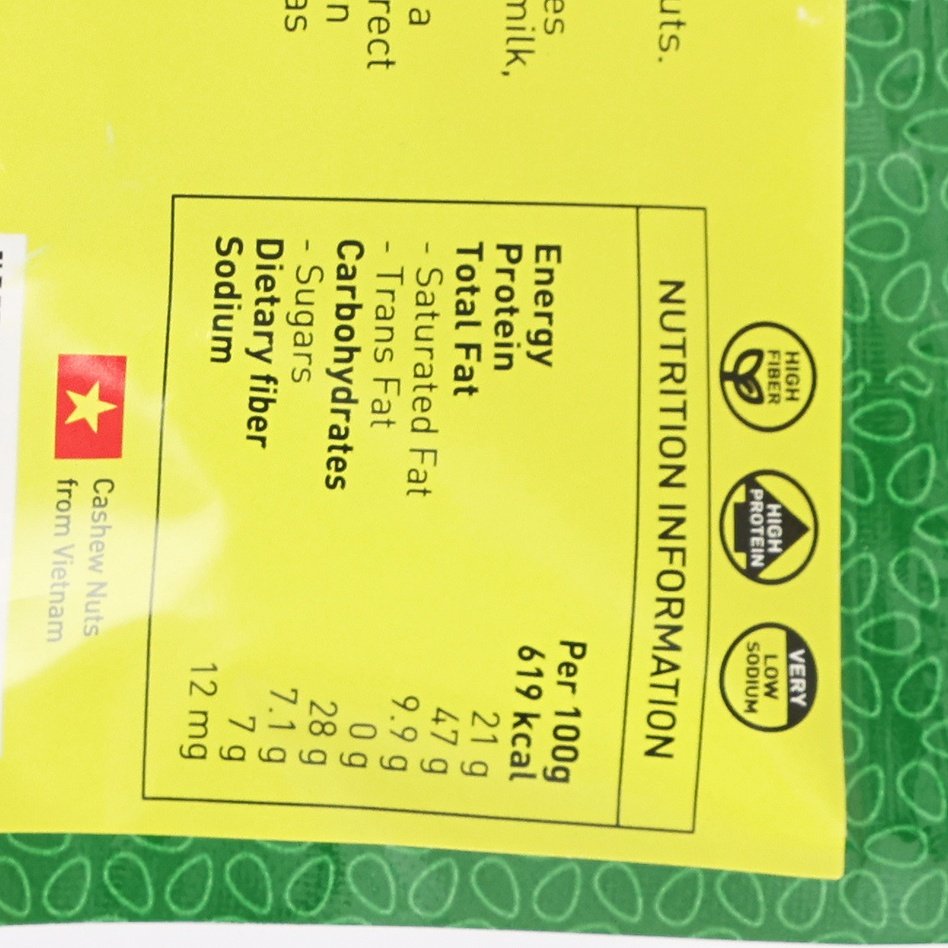 uts.
es
milk,
a
rect
n
as
HIGH
FIBER
HIGH
PROTEIN
VERY
LOW
SODIUM
NUTRITION INFORMATION
Per 100g
Energy 619 kcal
Protein 21 g
Total Fat 47 g
- Saturated Fat 9.9 g
- Trans Fat 0 g
Carbohydrates 28 g
- Sugars 7.1 g
Dietary fiber 7 g
Sodium 12 mg
Cashew Nuts
from Vietnam